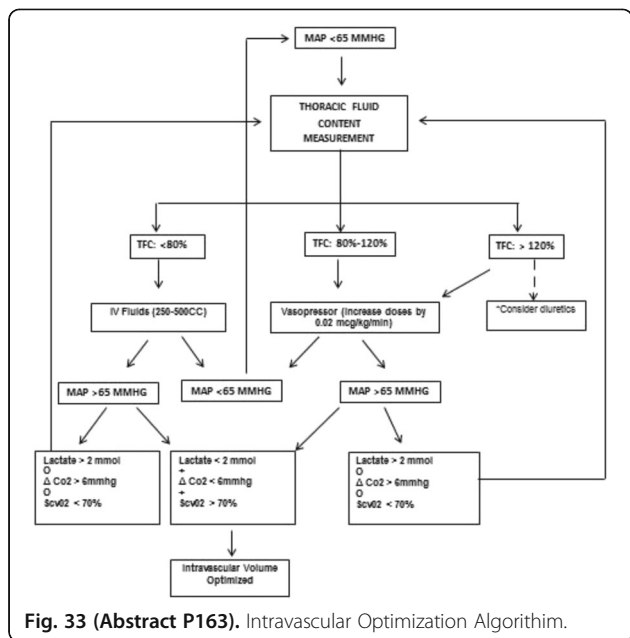 MAP <65 MMHG
THORACIC FLUID
CONTENT
MEASUREMENT
TFC: <80%
TFC: 80%-120%
TFC: > 120%
IV Fluids (250-500CC)
Vasopressor (Increase doses by
0.02 mcg/kg/min)
*Consider diuretics
MAP >65 MMHG
MAP <65 MMHG
MAP >65 MMHG
Lactate > 2 mmol
O
Δ Co2 > 6mmhg
O
Scv02 < 70%
Lactate < 2 mmol
+
Δ Co2 < 6mmhg
+
Scv02 > 70%
Lactate > 2 mmol
O
Δ Co2 > 6mmhg
O
Scv02 < 70%
Intravascular Volume
Optimized
Fig. 33 (Abstract P163). Intravascular Optimization Algorithim.